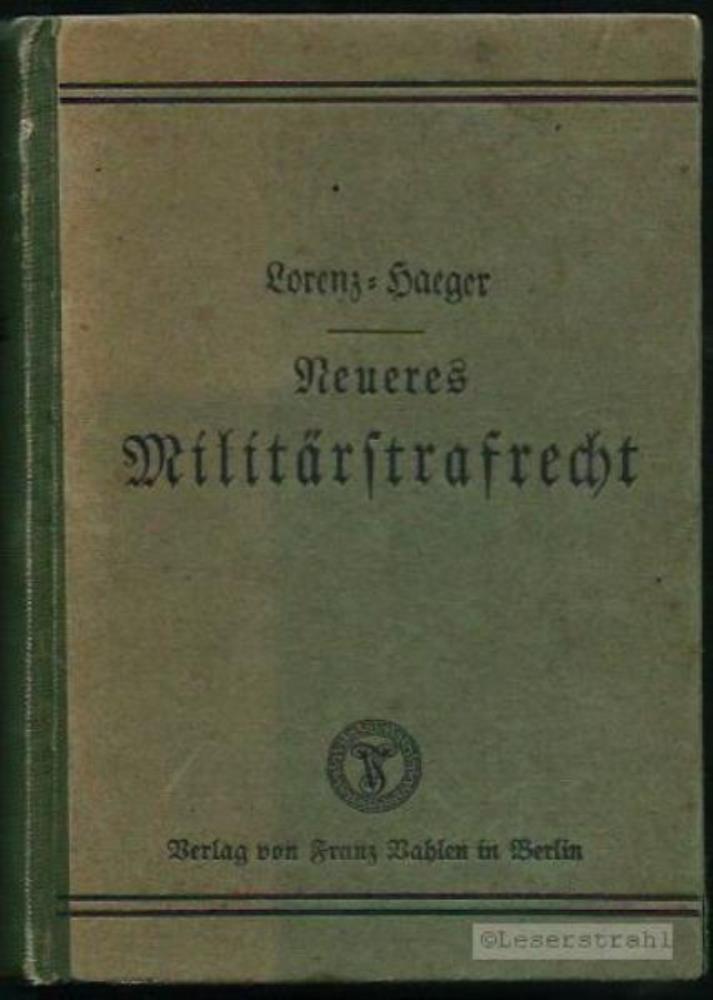 Lorenz=Haeger
Neueres
Militärſtrafrecht
Verlag von Franz Vahlen in Berlin
©Leserstrahl